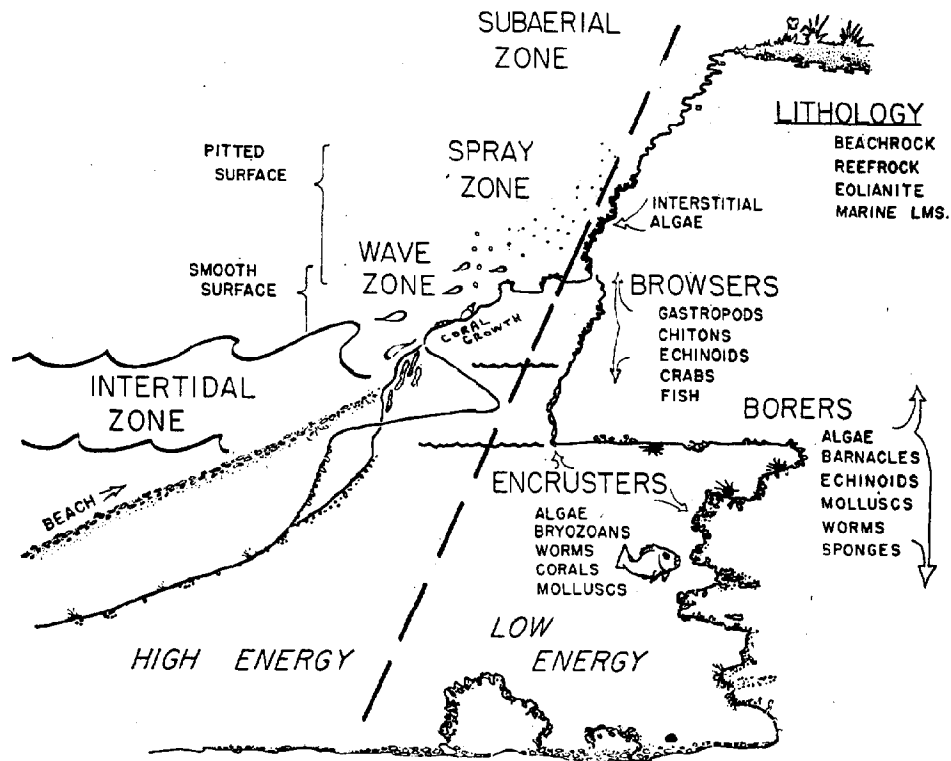 SUBAERIAL
ZONE
LITHOLOGY
BEACHROCK
REEFROCK
EOLIANITE
MARINE LMS.
PITTED
SURFACE
SPRAY
ZONE
INTERSTITIAL
ALGAE
WAVE
ZONE
SMOOTH
SURFACE
CORAL
GROWTH
BROWSERS
GASTROPODS
CHITONS
ECHINOIDS
CRABS
FISH
INTERTIDAL
ZONE
BORERS
ALGAE
BARNACLES
ECHINOIDS
MOLLUSCS
WORMS
SPONGES
BEACH
ENCRUSTERS
ALGAE
BRYOZOANS
WORMS
CORALS
MOLLUSCS
HIGH ENERGY
LOW
ENERGY